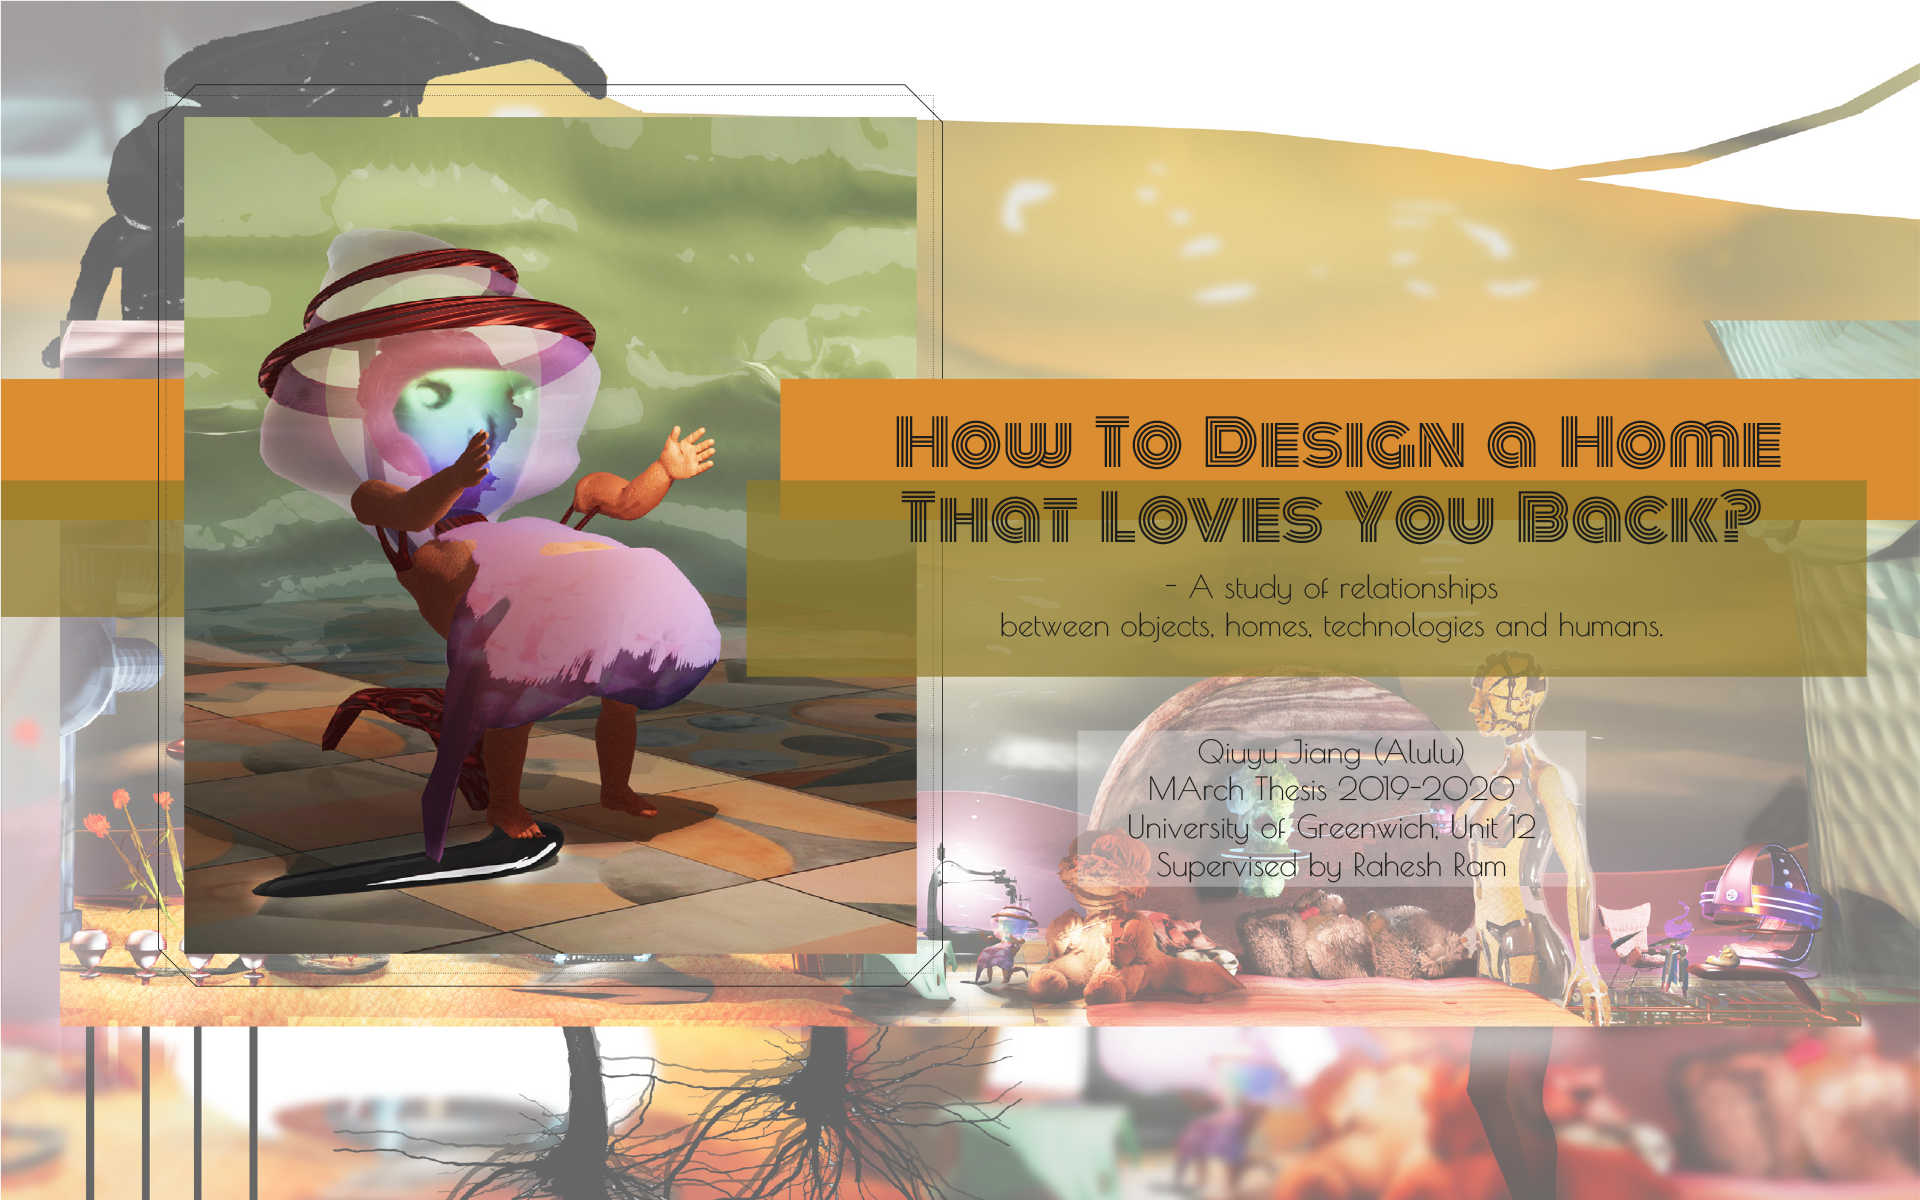 How To Design a Home
That Loves You Back?
- A study of relationships
between objects, homes, technologies and humans.
Qiuyu Jiang (Alulu)
MArch Thesis 2019-2020
University of Greenwich, Unit 12
Supervised by Rahesh Ram